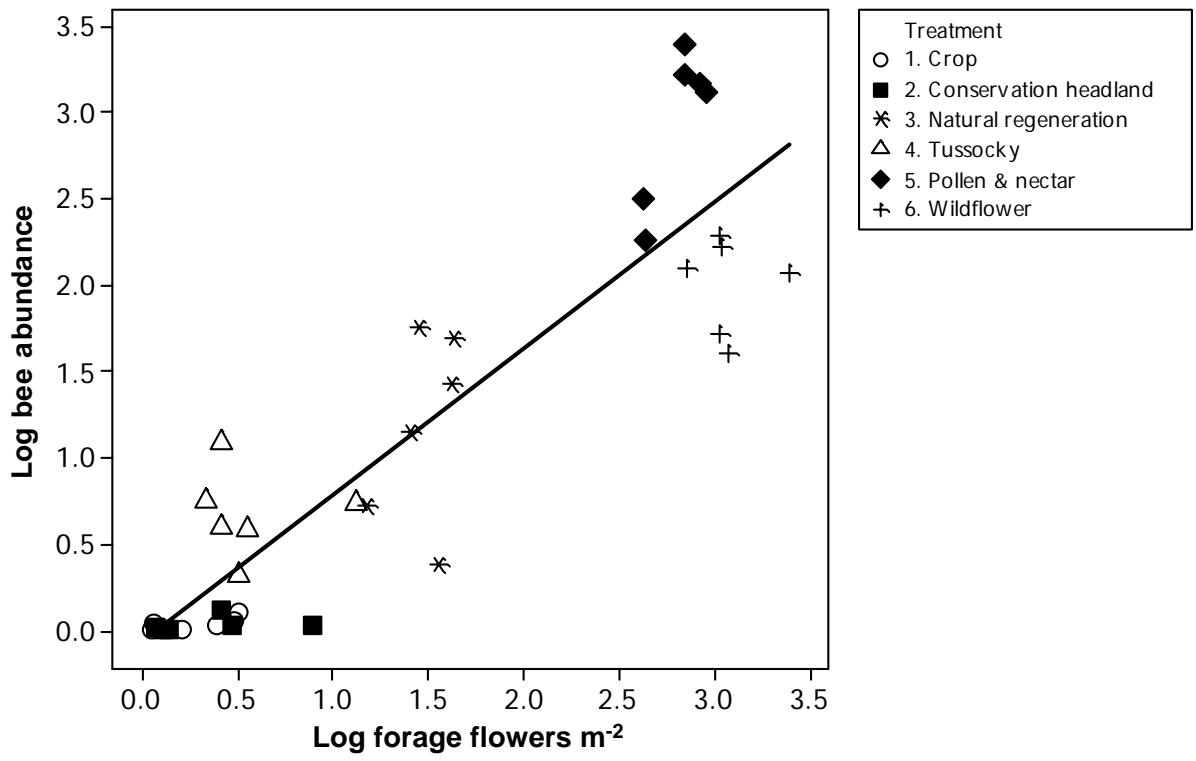 3.5
3.0
2.5
2.0
1.5
1.0
0.5
0.0
Log bee abundance
0.0 0.5 1.0 1.5 2.0 2.5 3.0 3.5
Log forage flowers m⁻²
Treatment
1. Crop
2. Conservation headland
3. Natural regeneration
4. Tussocky
5. Pollen & nectar
6. Wildflower